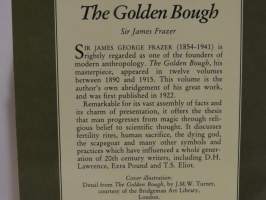 The Golden Bough
Sir James Frazer
SIR JAMES GEORGE FRAZER (1854-1941) is
rightly regarded as one of the founders of
modern anthropology. The Golden Bough, his
masterpiece, appeared in twelve volumes
between 1890 and 1915. This volume is the
author's own abridgement of his great work,
and was first published in 1922.
Remarkable for its vast assembly of facts and
its charm of presentation, it offers the thesis
that man progresses from magic through reli-
gious belief to scientific thought. It discusses
fertility rites, human sacrifice, the dying god,
the scapegoat and many other symbols and
practices which have influenced a whole gener-
ation of 20th century writers, including D.H.
Lawrence, Ezra Pound and T.S. Eliot.
Cover illustration:
Detail from The Golden Bough, by J.M.W. Turner,
courtesy of the Bridgeman Art Library,
London.